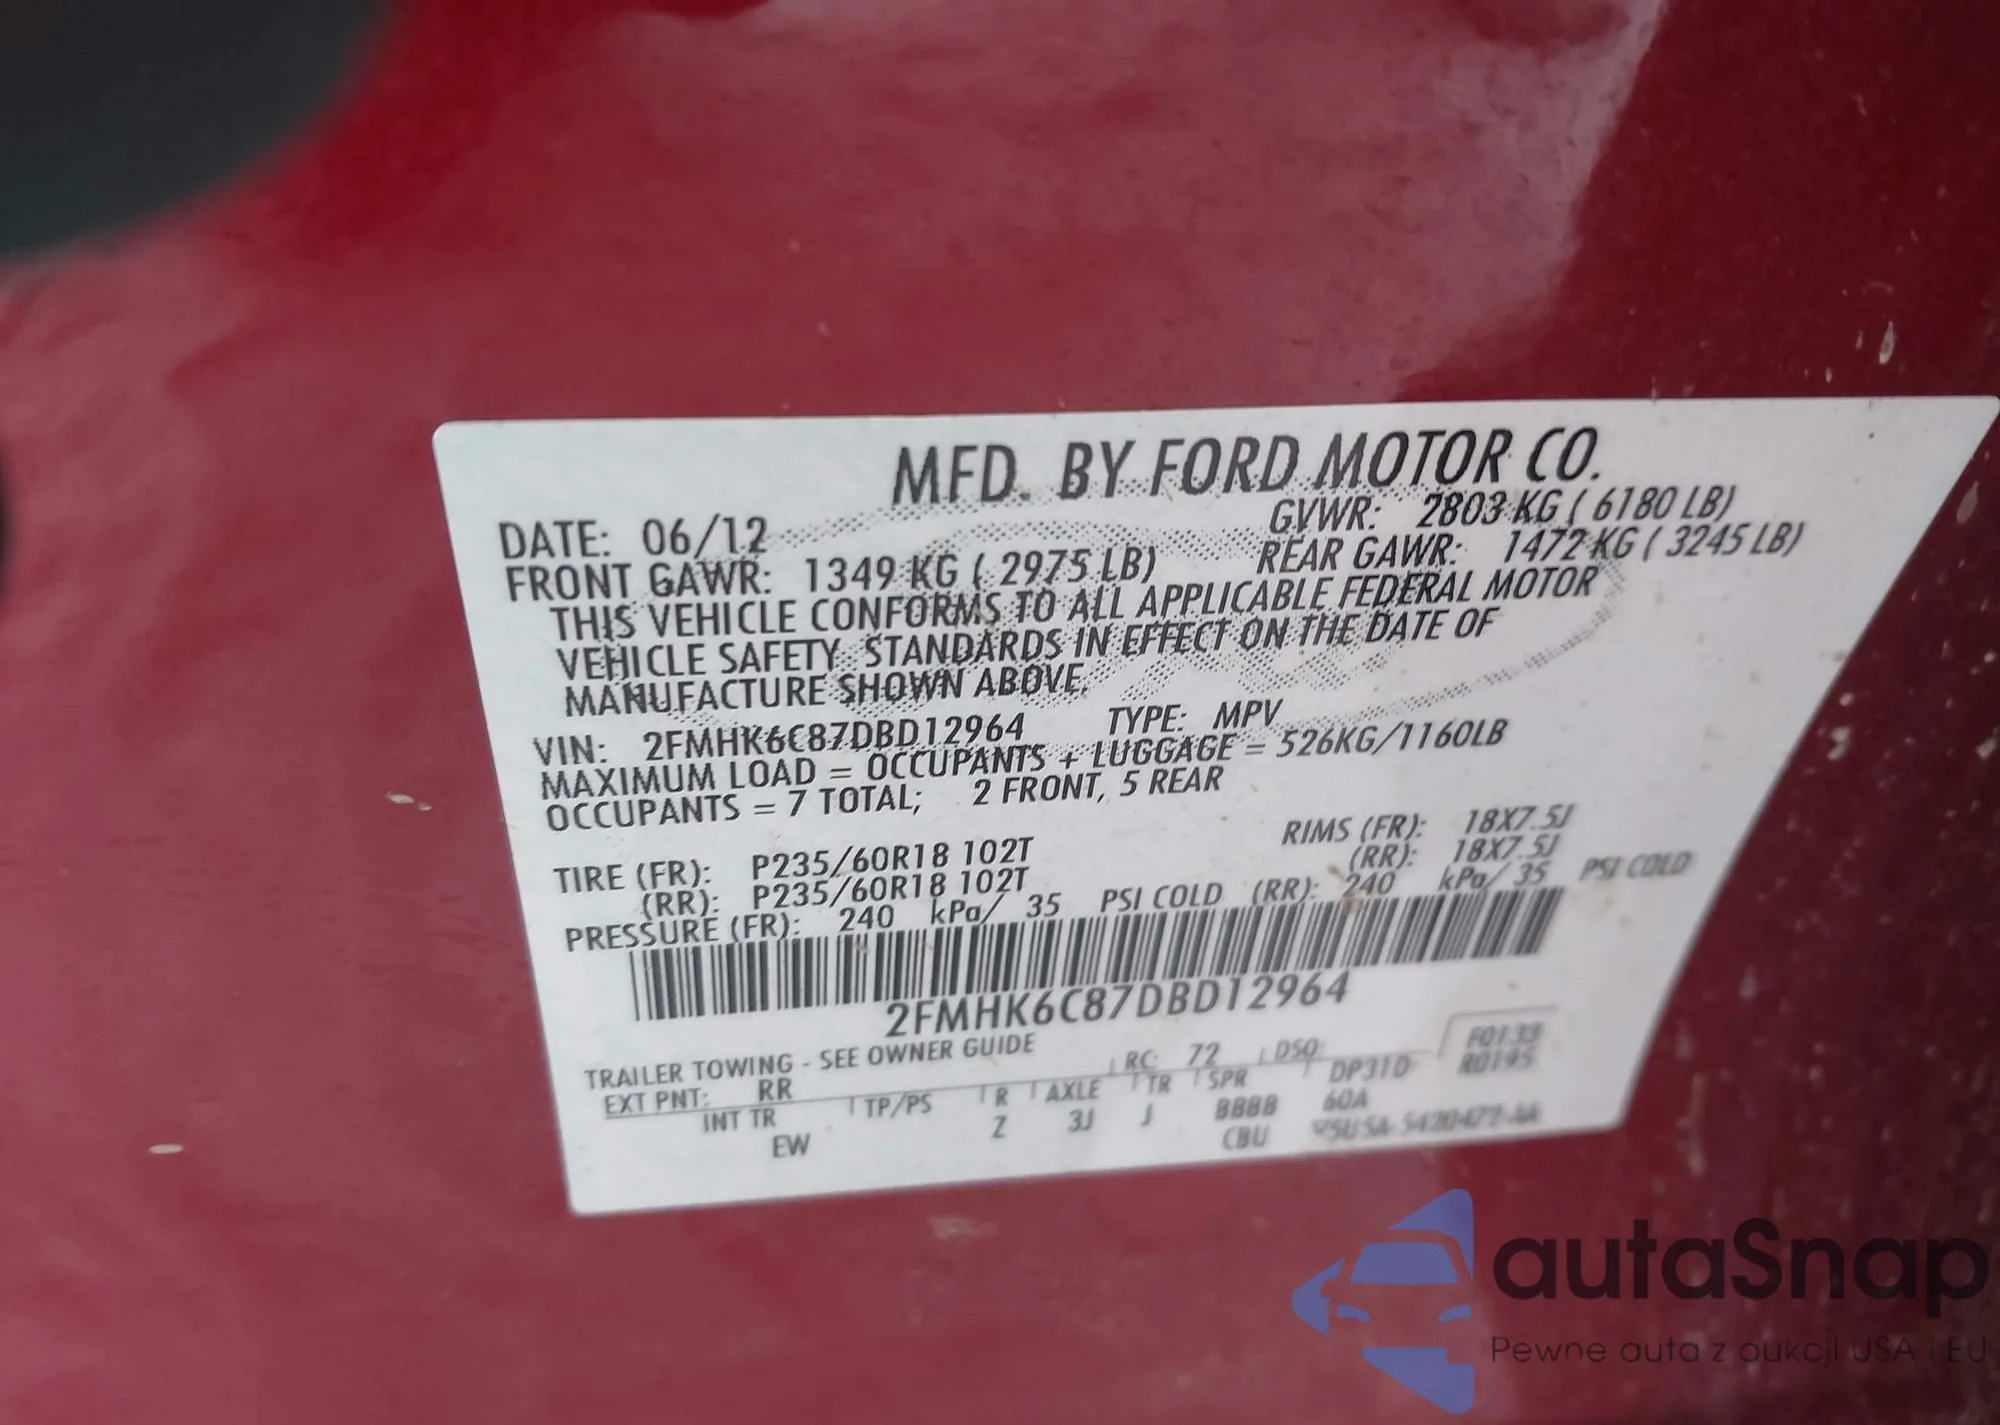 MFD. BY FORD MOTOR CO.
DATE: 06/12 GVWR: 2803 KG ( 6180 LB)
FRONT GAWR: 1349 KG ( 2975 LB) REAR GAWR: 1472 KG ( 3245 LB)
THIS VEHICLE CONFORMS TO ALL APPLICABLE FEDERAL MOTOR
VEHICLE SAFETY STANDARDS IN EFFECT ON THE DATE OF
MANUFACTURE SHOWN ABOVE.
VIN: 2FMHK6C87DBD12964 TYPE: MPV
MAXIMUM LOAD = OCCUPANTS + LUGGAGE = 526KG/1160LB
OCCUPANTS = 7 TOTAL; 2 FRONT, 5 REAR
TIRE (FR): P235/60R18 102T RIMS (FR): 18X7.5J
(RR): P235/60R18 102T (RR): 18X7.5J
PRESSURE (FR): 240 kPa/ 35 PSI COLD (RR): 240 kPa/ 35 PSI COLD
2FMHK6C87DBD12964
TRAILER TOWING - SEE OWNER GUIDE
EXT PNT: RR RC: 72 DSO: F0133
R0195
INT TR TP/PS R AXLE TR SPR DP31D
EW Z 3J J BBBB 60A
CBU 5U5A-5420472-AA
autaSnap
Pewne auta z aukcji USA i EU